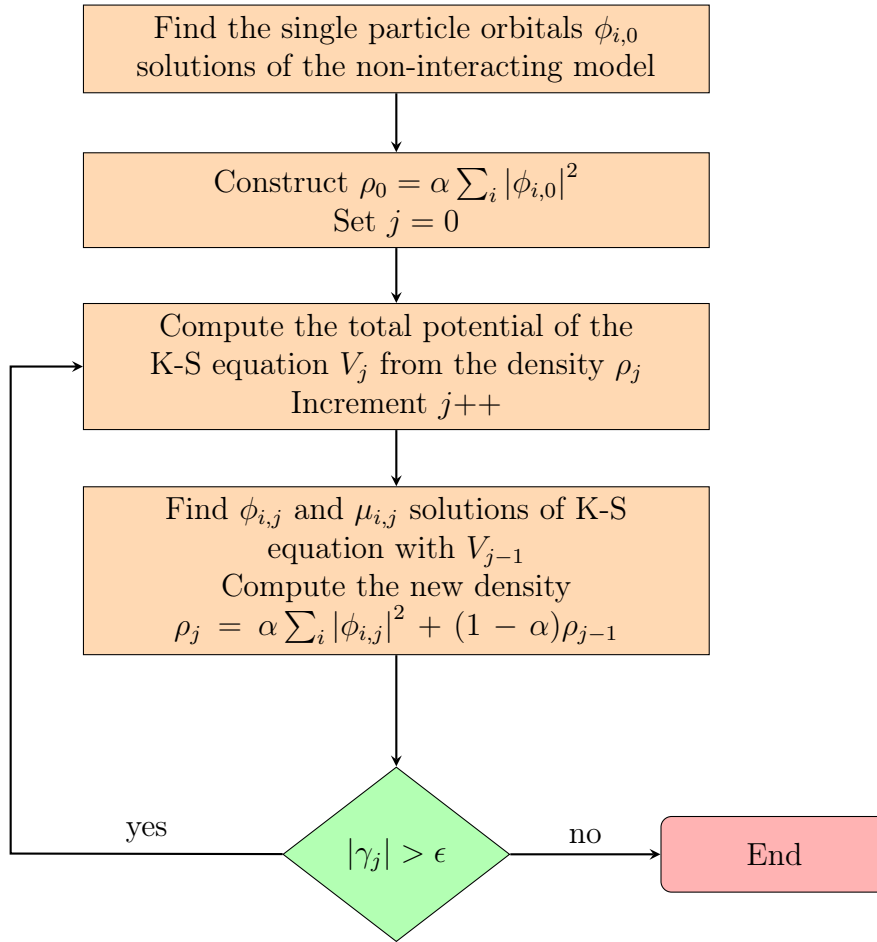 Find the single particle orbitals $\phi_{i,0}$
solutions of the non-interacting model
Construct $\rho_0 = \alpha \sum_i |\phi_{i,0}|^2$
Set $j = 0$
Compute the total potential of the
K-S equation $V_j$ from the density $\rho_j$
Increment $j$++
Find $\phi_{i,j}$ and $\mu_{i,j}$ solutions of K-S
equation with $V_{j-1}$
Compute the new density
$\rho_j = \alpha \sum_i |\phi_{i,j}|^2 + (1 - \alpha)\rho_{j-1}$
yes
$|\gamma_j| > \epsilon$
no
End